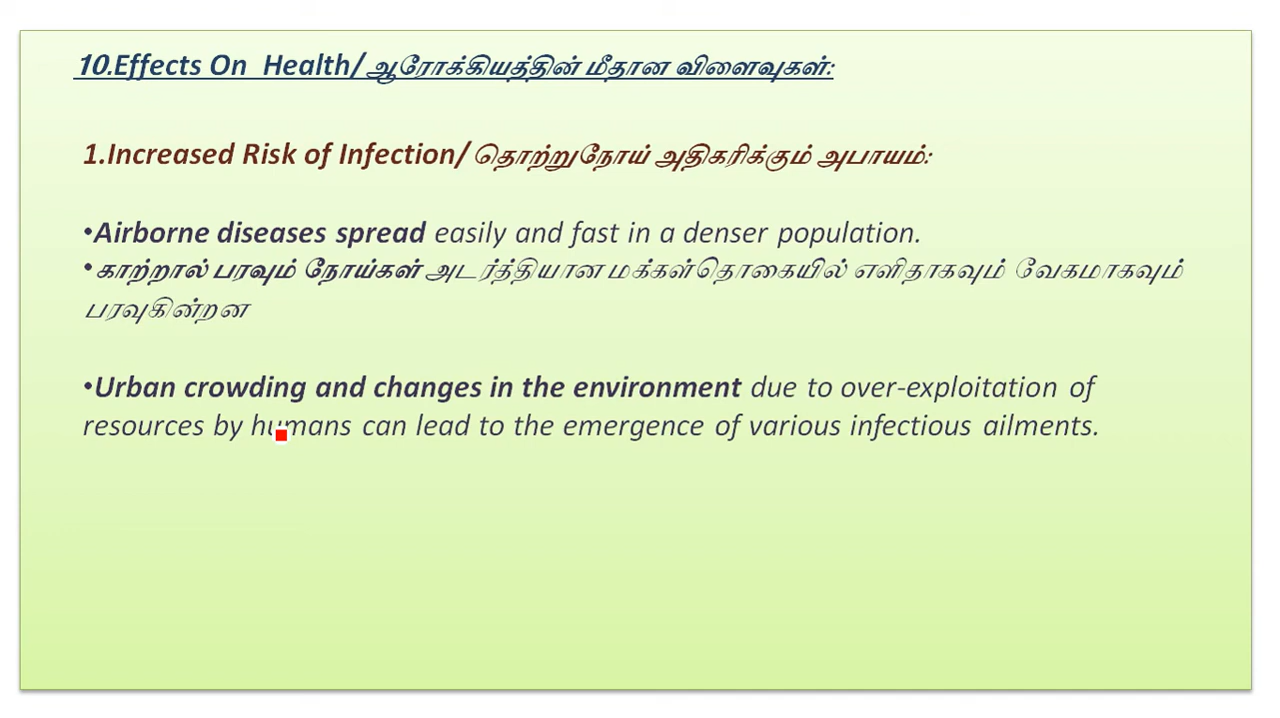 10.Effects On Health/ஆரோக்கியத்தின் மீதான விளைவுகள்:
1.Increased Risk of Infection/தொற்றுநோய் அதிகரிக்கும் அபாயம்:
•Airborne diseases spread easily and fast in a denser population.
•காற்றால் பரவும் நோய்கள் அடர்த்தியான மக்கள்தொகையில் எளிதாகவும் வேகமாகவும்
பரவுகின்றன
•Urban crowding and changes in the environment due to over-exploitation of
resources by humans can lead to the emergence of various infectious ailments.